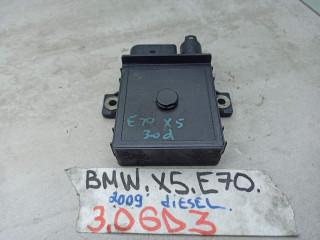 E70 X5
30d
BMW.X5.E70.
2009 diESEL.
3,06D3